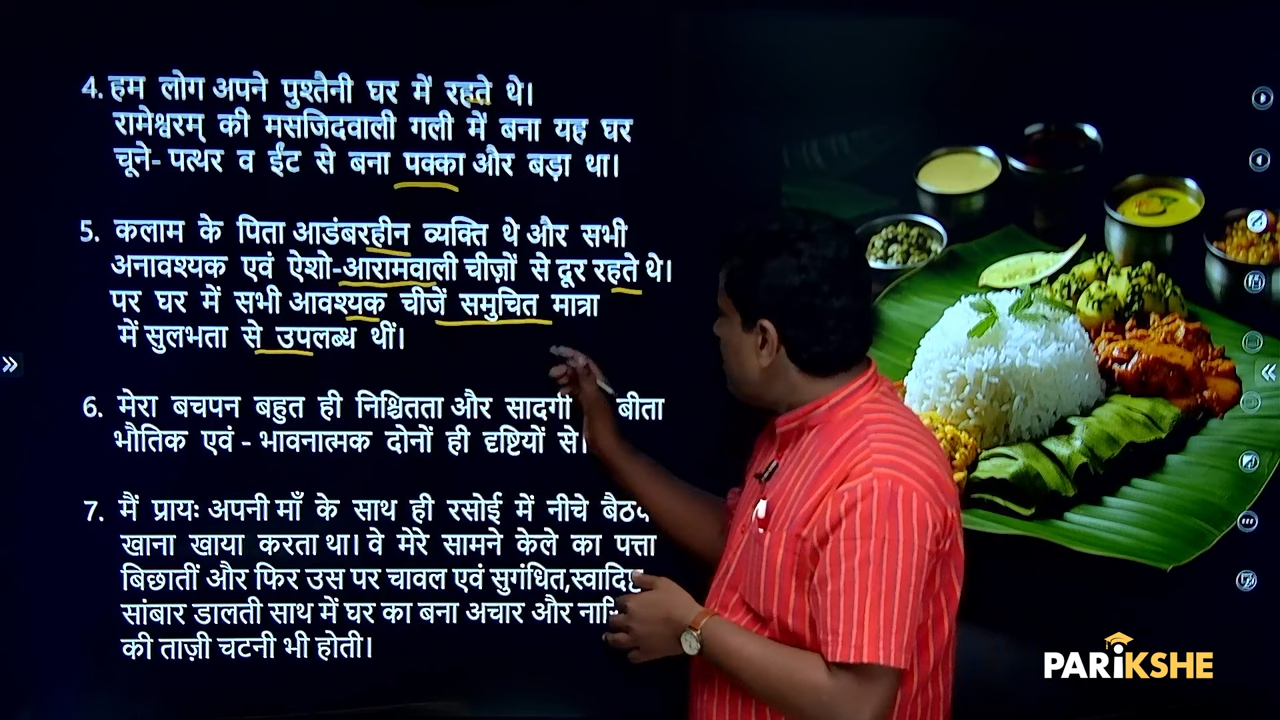 4. हम लोग अपने पुश्तैनी घर में रहते थे।
रामेश्वरम् की मसजिदवाली गली में बना यह घर
चूने- पत्थर व ईंट से बना पक्का और बड़ा था।
5. कलाम के पिता आडंबरहीन व्यक्ति थे और सभी
अनावश्यक एवं ऐशो-आरामवाली चीज़ों से दूर रहते थे।
पर घर में सभी आवश्यक चीजें समुचित मात्रा
में सुलभता से उपलब्ध थीं।
6. मेरा बचपन बहुत ही निश्चितता और सादगी बीता
भौतिक एवं - भावनात्मक दोनों ही दृष्टियों से।
7. मैं प्रायः अपनी माँ के साथ ही रसोई में नीचे
खाना खाया करता था। वे मेरे सामने केले का पत्ता
बिछातीं और फिर उस पर चावल एवं सुगंधित,स्वादिष्ट
सांबार डालती साथ में घर का बना अचार और
की ताज़ी चटनी भी होती।
PARiKSHE